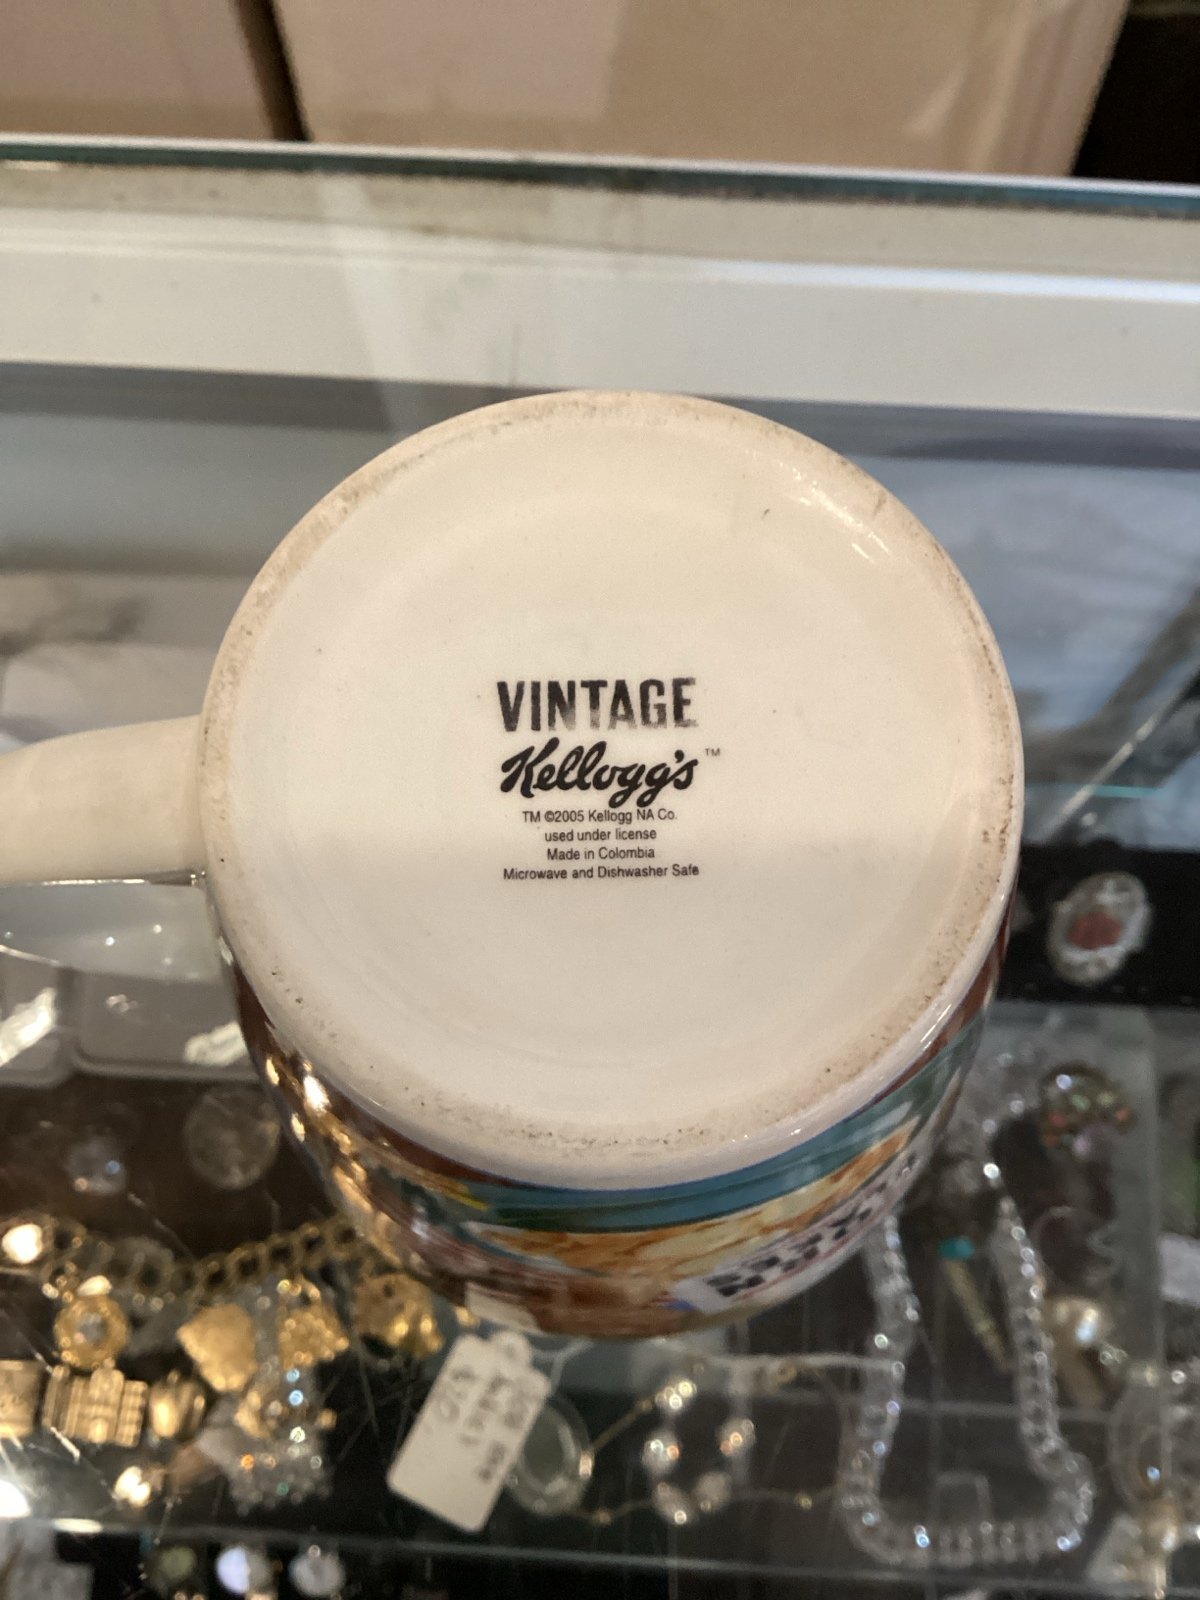 VINTAGE
Kellogg's™
TM ©2005 Kellogg NA Co.
used under license
Made in Colombia
Microwave and Dishwasher Safe